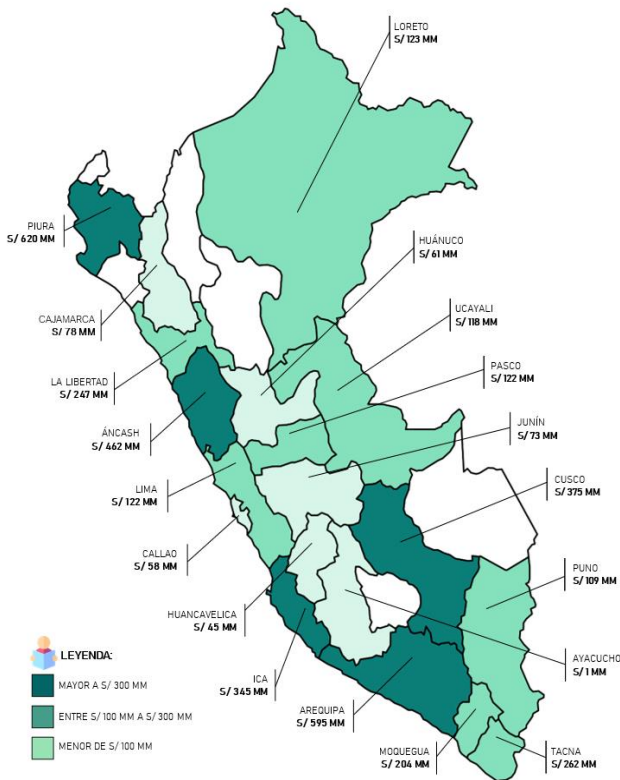 LORETO
S/ 123 MM
PIURA
S/ 620 MM
HUÁNUCO
S/ 61 MM
CAJAMARCA
S/ 78 MM
UCAYALI
S/ 118 MM
LA LIBERTAD
S/ 247 MM
PASCO
S/ 122 MM
ÁNCASH
S/ 462 MM
JUNÍN
S/ 73 MM
LIMA
S/ 122 MM
CUSCO
S/ 375 MM
CALLAO
S/ 58 MM
PUNO
S/ 109 MM
HUANCAVELICA
S/ 45 MM
AYACUCHO
S/ 1 MM
ICA
S/ 345 MM
AREQUIPA
S/ 595 MM
MOQUEGUA
S/ 204 MM
TACNA
S/ 262 MM
LEYENDA:
MAYOR A S/ 300 MM
ENTRE S/ 100 MM A S/ 300 MM
MENOR DE S/ 100 MM